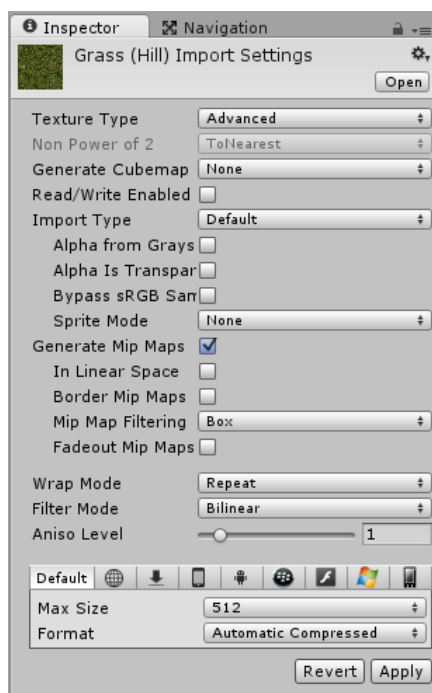 Inspector Navigation
Grass (Hill) Import Settings
Open
Texture Type Advanced
Non Power of 2 ToNearest
Generate Cubemap None
Read/Write Enabled
Import Type Default
Alpha from Grays
Alpha Is Transpar
Bypass sRGB Sam
Sprite Mode None
Generate Mip Maps
In Linear Space
Border Mip Maps
Mip Map Filtering Box
Fadeout Mip Maps
Wrap Mode Repeat
Filter Mode Bilinear
Aniso Level 1
Default
Max Size 512
Format Automatic Compressed
Revert Apply